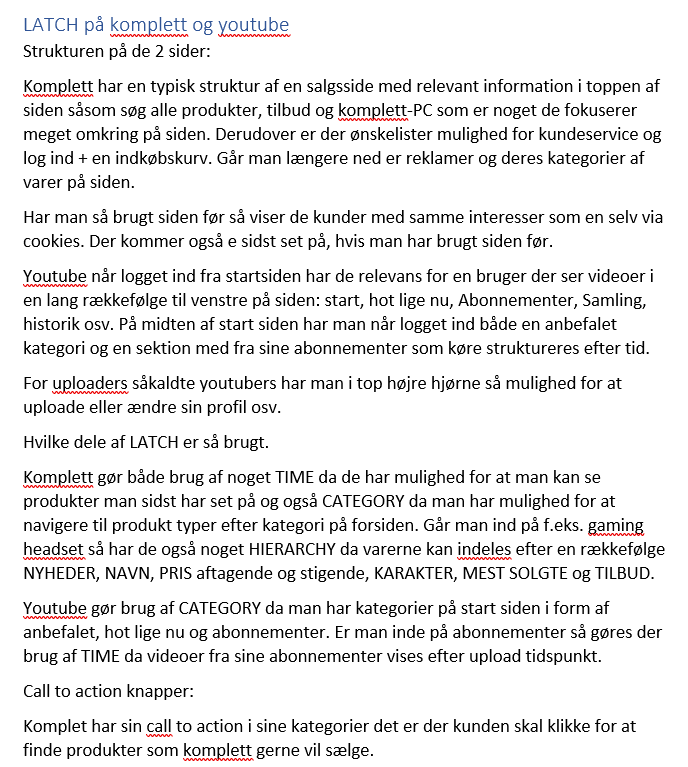 LATCH på komplett og youtube
Strukturen på de 2 sider:
Komplett har en typisk struktur af en salgsside med relevant information i toppen af
siden såsom søg alle produkter, tilbud og komplett-PC som er noget de fokuserer
meget omkring på siden. Derudover er der ønskelister mulighed for kundeservice og
log ind + en indkøbskurv. Går man længere ned er reklamer og deres kategorier af
varer på siden.
Har man så brugt siden før så viser de kunder med samme interesser som en selv via
cookies. Der kommer også e sidst set på, hvis man har brugt siden før.
Youtube når logget ind fra startsiden har de relevans for en bruger der ser videoer i
en lang rækkefølge til venstre på siden: start, hot lige nu, Abonnementer, Samling,
historik osv. På midten af start siden har man når logget ind både en anbefalet
kategori og en sektion med fra sine abonnementer som køre struktureres efter tid.
For uploaders såkaldte youtubers har man i top højre hjørne så mulighed for at
uploade eller ændre sin profil osv.
Hvilke dele af LATCH er så brugt.
Komplett gør både brug af noget TIME da de har mulighed for at man kan se
produkter man sidst har set på og også CATEGORY da man har mulighed for at
navigere til produkt typer efter kategori på forsiden. Går man ind på f.eks. gaming
headset så har de også noget HIERARCHY da varerne kan indeles efter en rækkefølge
NYHEDER, NAVN, PRIS aftagende og stigende, KARAKTER, MEST SOLGTE og TILBUD.
Youtube gør brug af CATEGORY da man har kategorier på start siden i form af
anbefalet, hot lige nu og abonnementer. Er man inde på abonnementer så gøres der
brug af TIME da videoer fra sine abonnementer vises efter upload tidspunkt.
Call to action knapper:
Komplet har sin call to action i sine kategorier det er der kunden skal klikke for at
finde produkter som komplett gerne vil sælge.